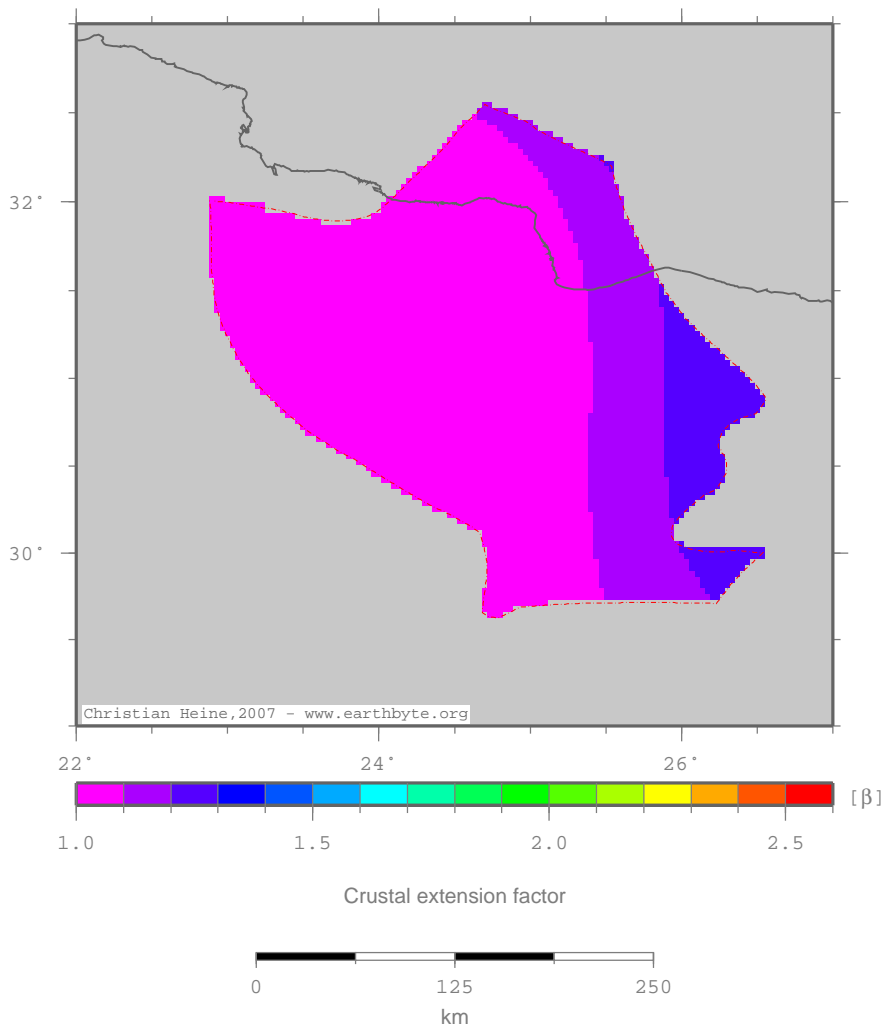 32°
30°
Christian Heine,2007 - www.earthbyte.org
22° 24° 26°
[β]
1.0 1.5 2.0 2.5
Crustal extension factor
0 125 250
km